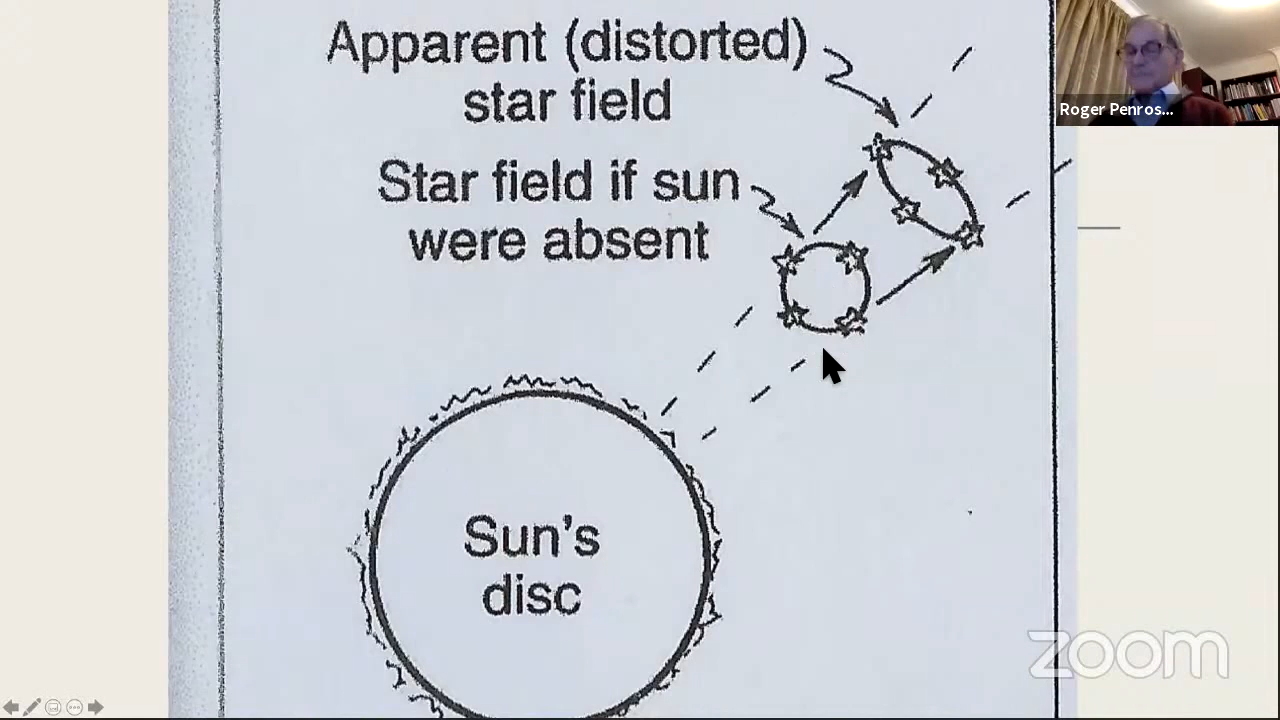 Apparent (distorted)
star field
Star field if sun
were absent
Sun's
disc
Roger Penros...
zoom